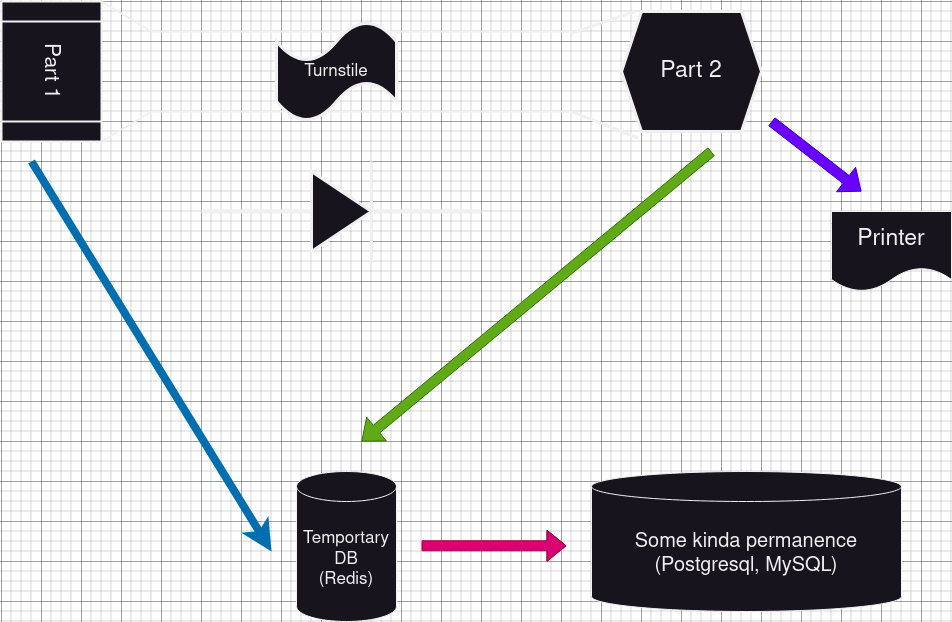 Part 1
Turnstile
Part 2
Printer
Temportary
DB
(Redis)
Some kinda permanence
(Postgresql, MySQL)